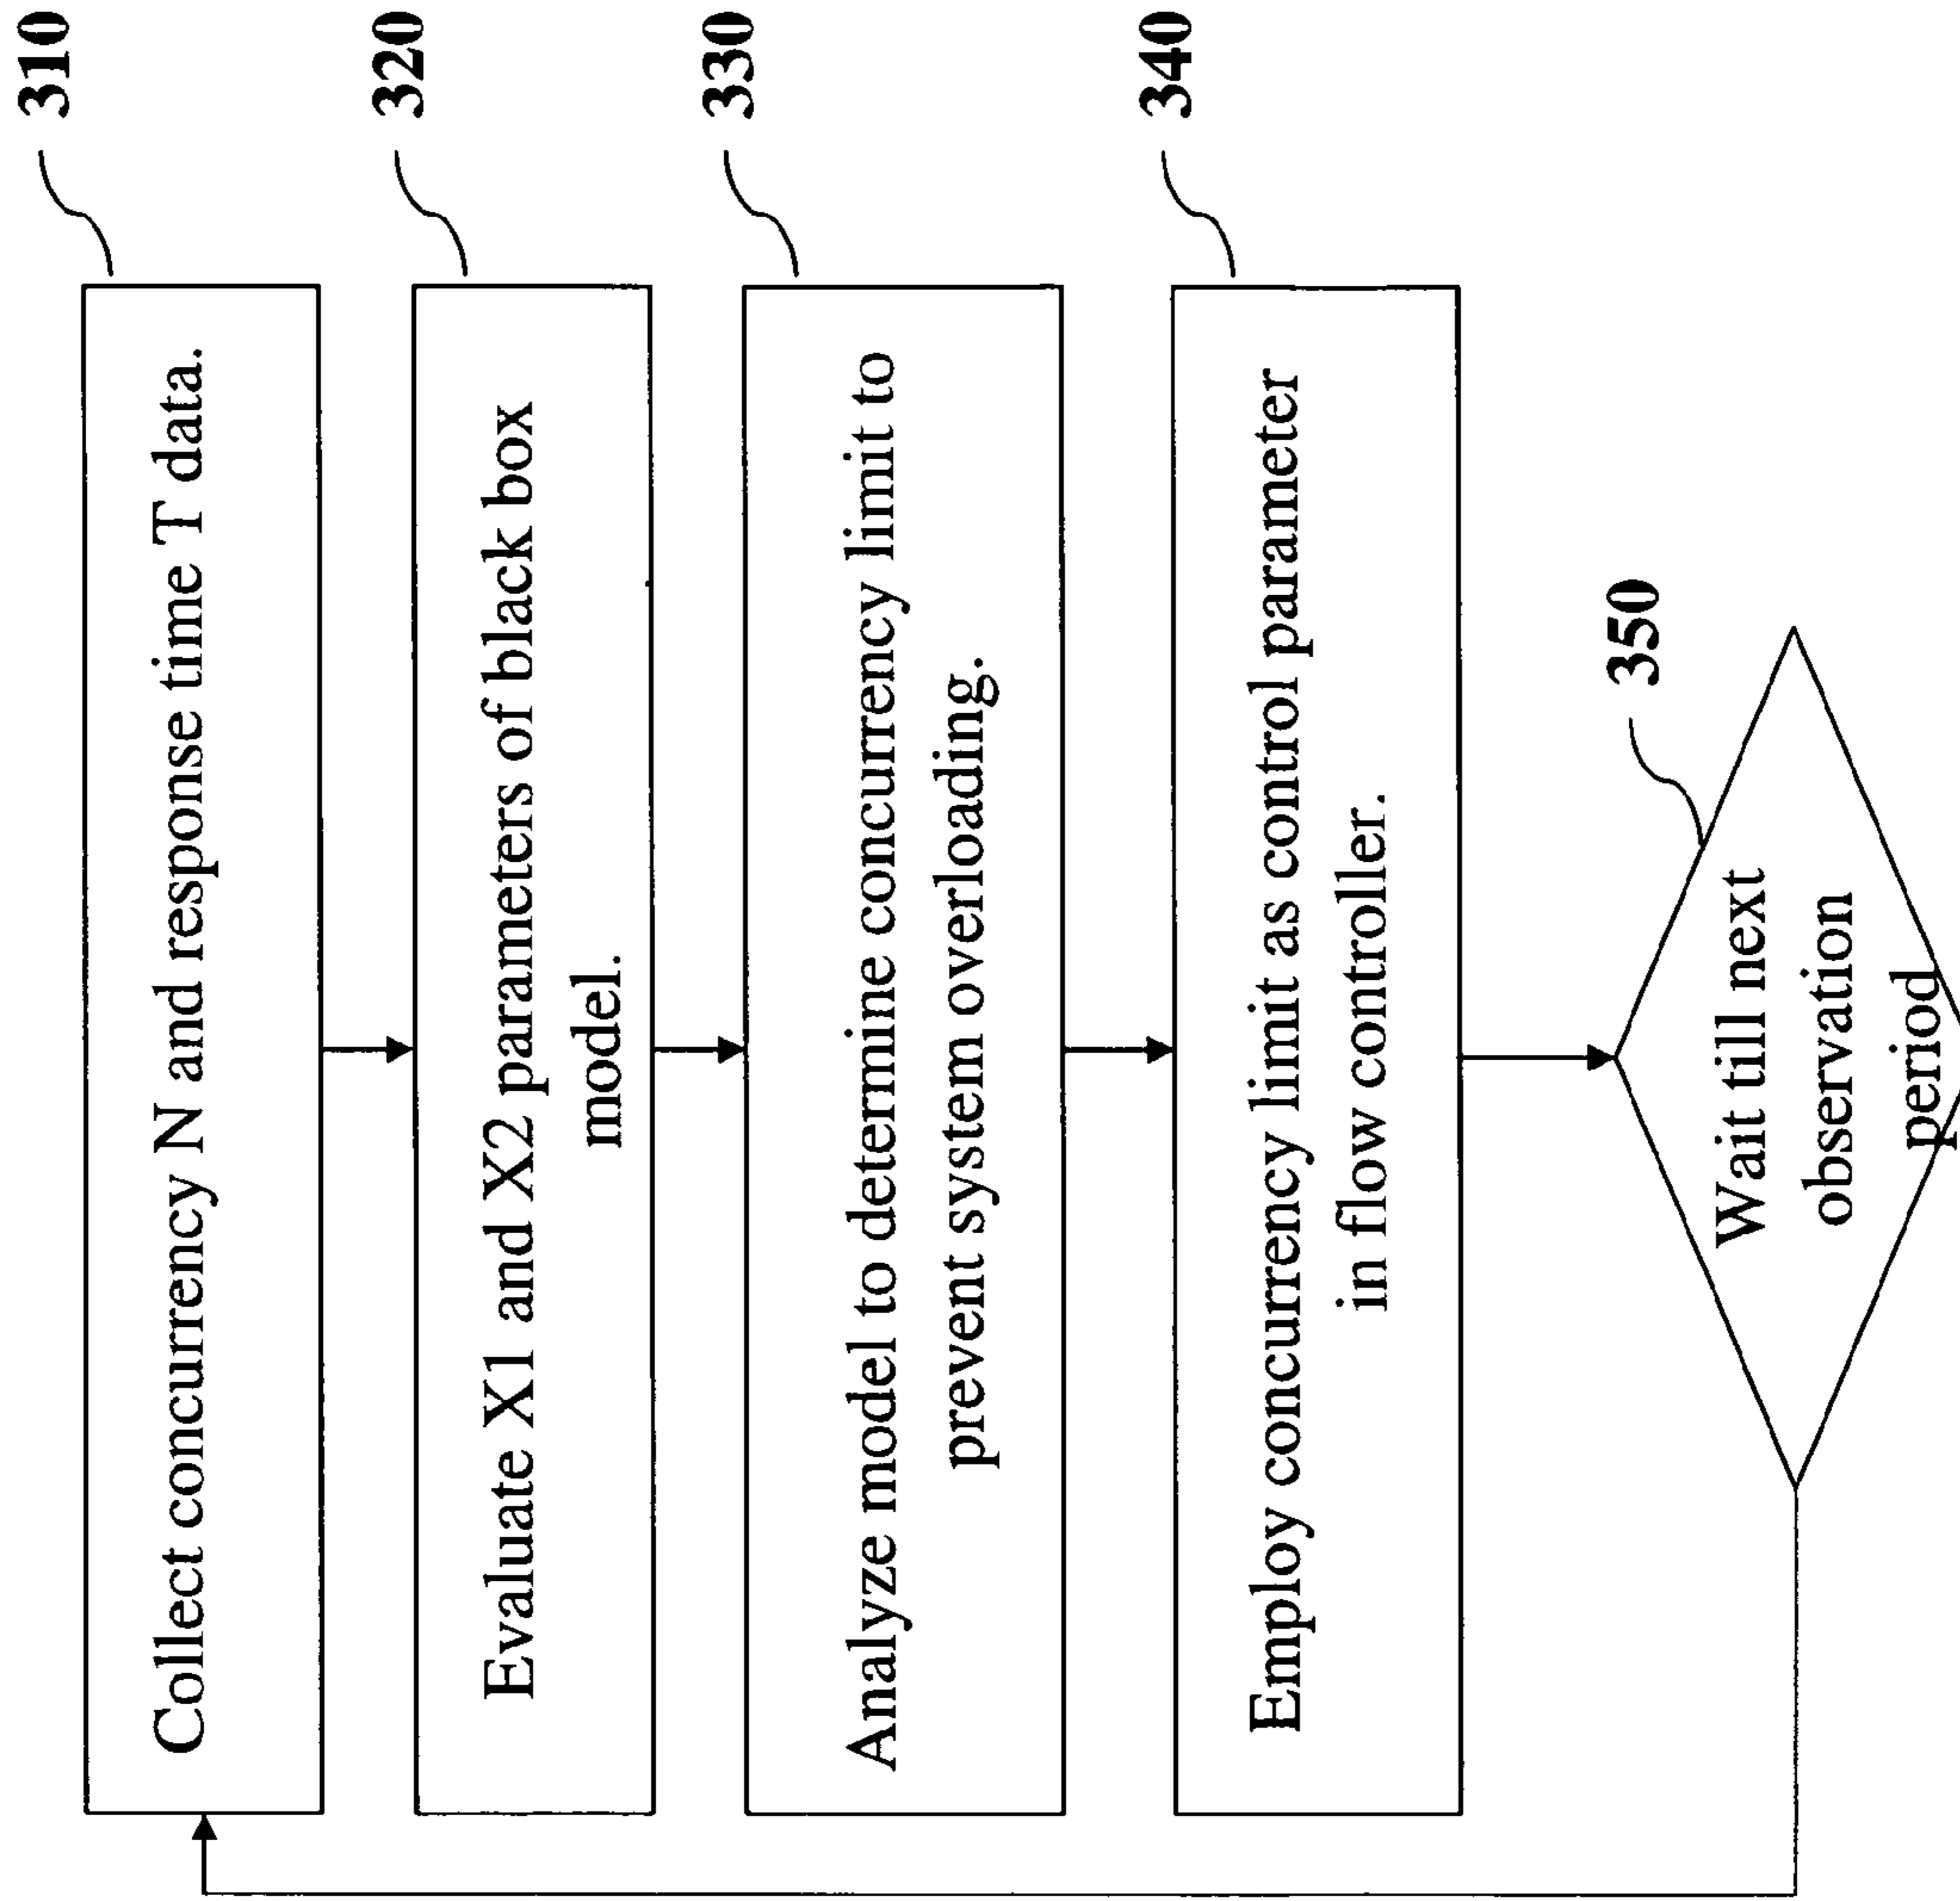 310
Collect concurrency N and response time T data.
320
Evaluate X1 and X2 parameters of black box
model.
330
Analyze model to determine concurrency limit to
prevent system overloading.
340
Employ concurrency limit as control parameter
in flow controller.
350
Wait till next
observation
period